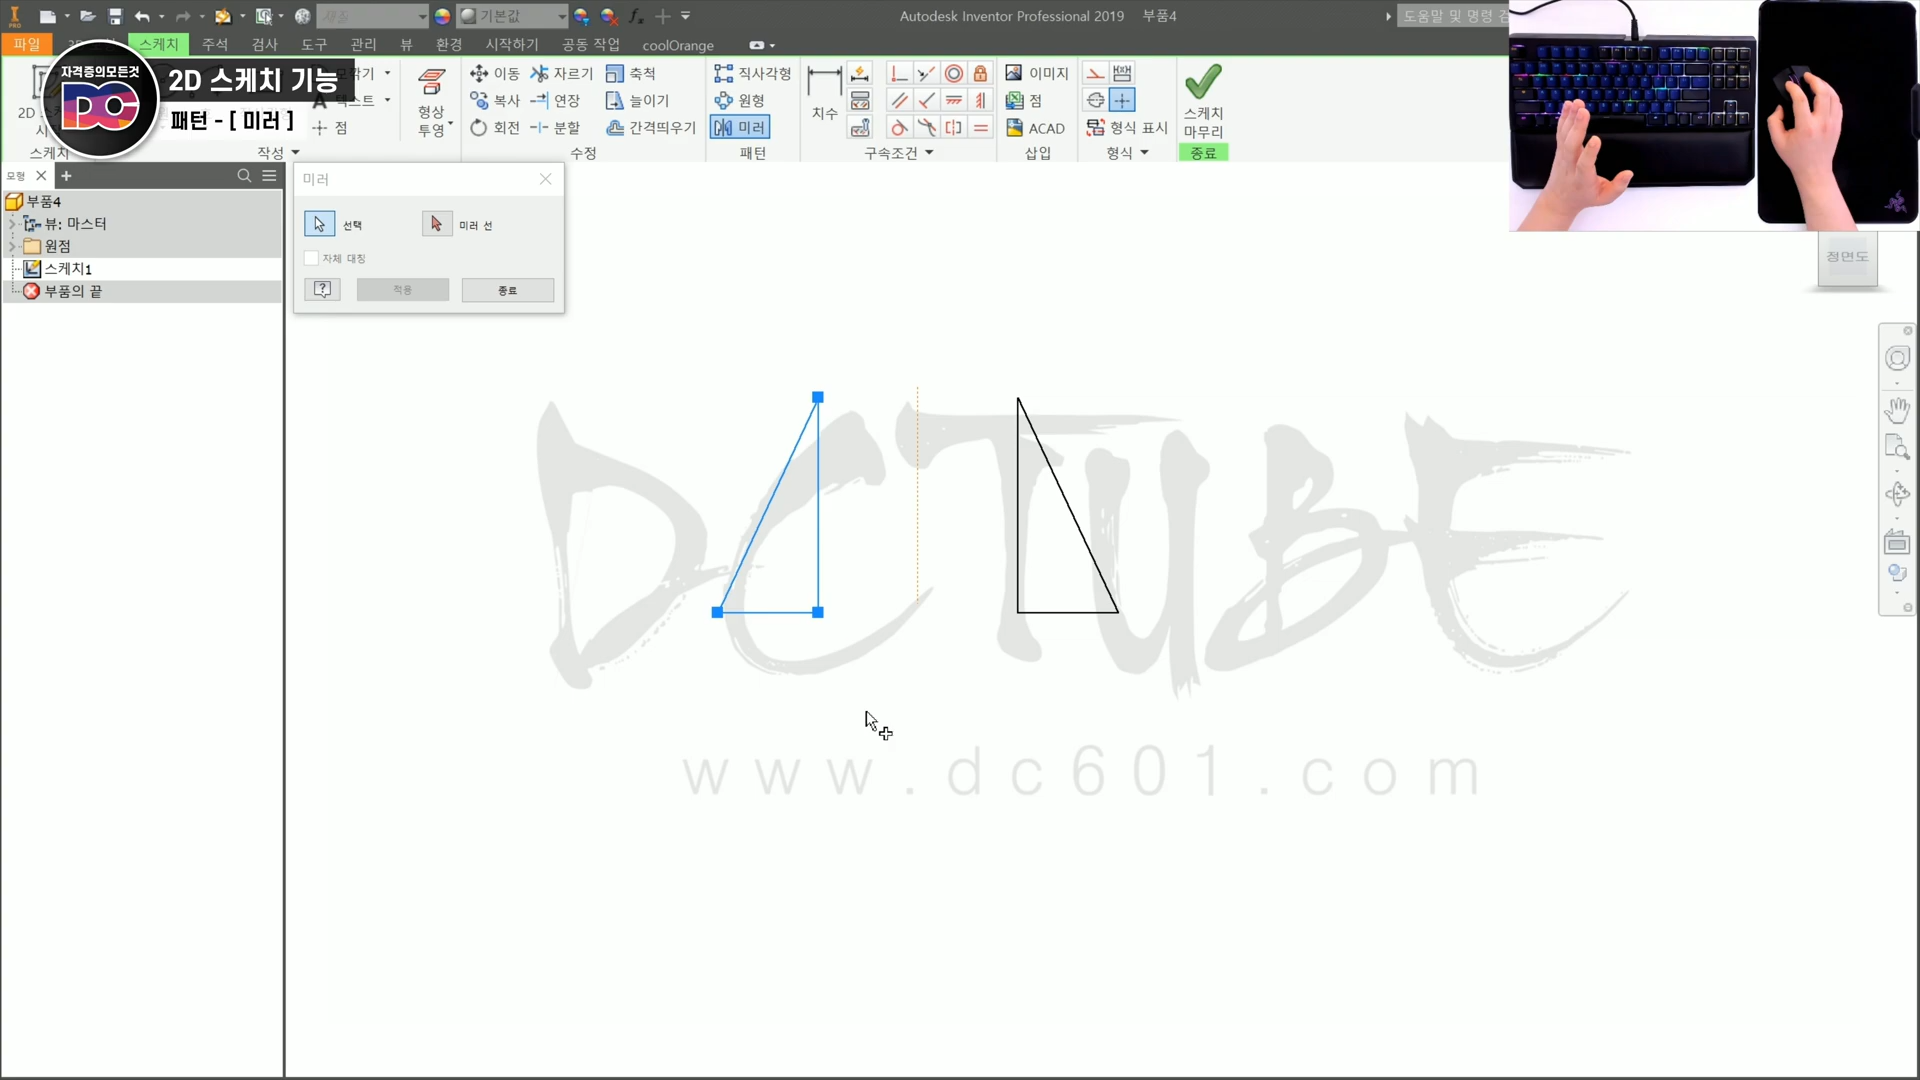 PRO
기본값
Autodesk Inventor Professional 2019 부품4
도움말 및 명령 검
파일 스케치 주석 검사 도구 관리 뷰 환경 시작하기 공동 작업 coolOrange
자격증의모든것
DC
2D 스케치 기능
패턴 - [ 미러 ]
형상
투영
점
이동 자르기 축척
복사 연장 늘이기
회전 분할 간격띄우기
직사각형
원형
미러
치수
이미지
점
ACAD
형식 표시
스케치
마무리
작성 수정 패턴 구속조건 삽입 형식 종료
모형
부품4
뷰: 마스터
원점
스케치1
부품의 끝
미러
선택 미러 선
자체 대칭
적용 종료
정면도
DCTUBE
www.dc601.com